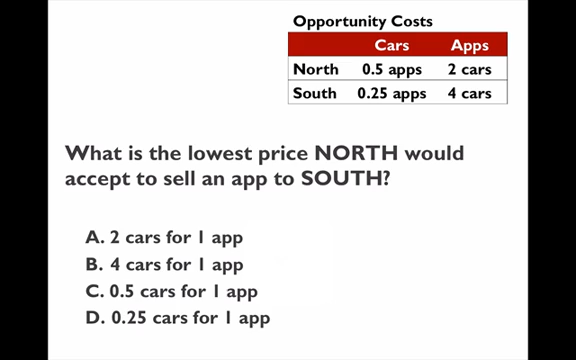 Opportunity Costs
Cars Apps
North 0.5 apps 2 cars
South 0.25 apps 4 cars
What is the lowest price NORTH would
accept to sell an app to SOUTH?
A. 2 cars for 1 app
B. 4 cars for 1 app
C. 0.5 cars for 1 app
D. 0.25 cars for 1 app